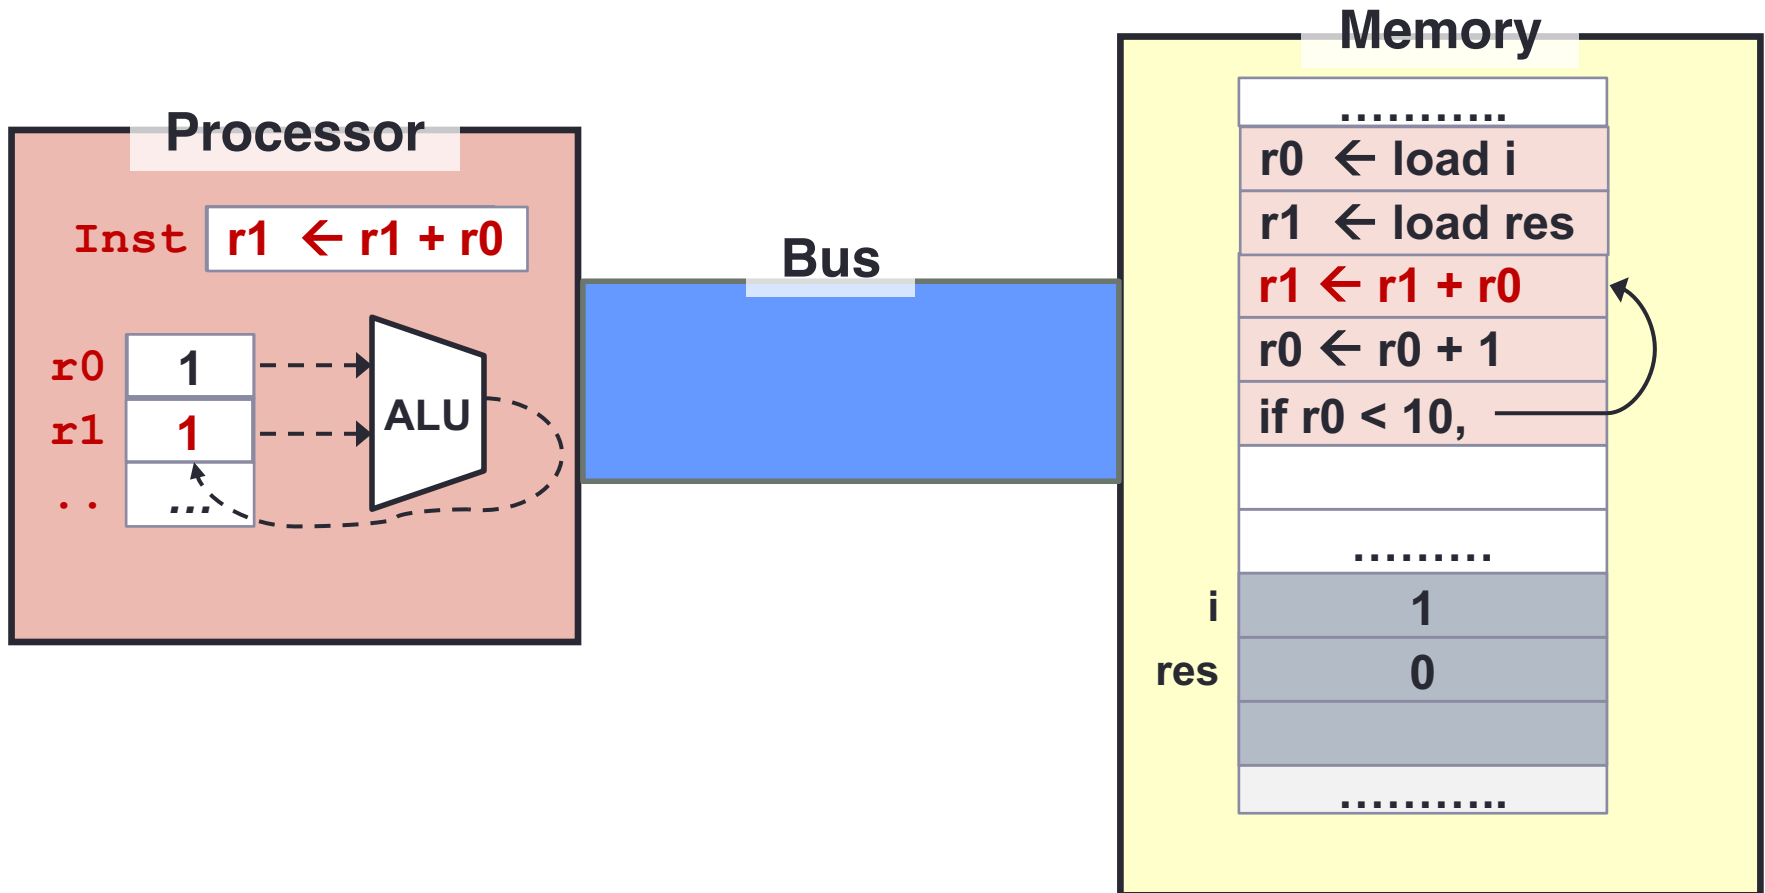 Processor
Inst r1 ← r1 + r0
r0 1
r1 1
.. ...
ALU
Bus
Memory
...........
r0 ← load i
r1 ← load res
r1 ← r1 + r0
r0 ← r0 + 1
if r0 < 10,
.........
i 1
res 0
...........